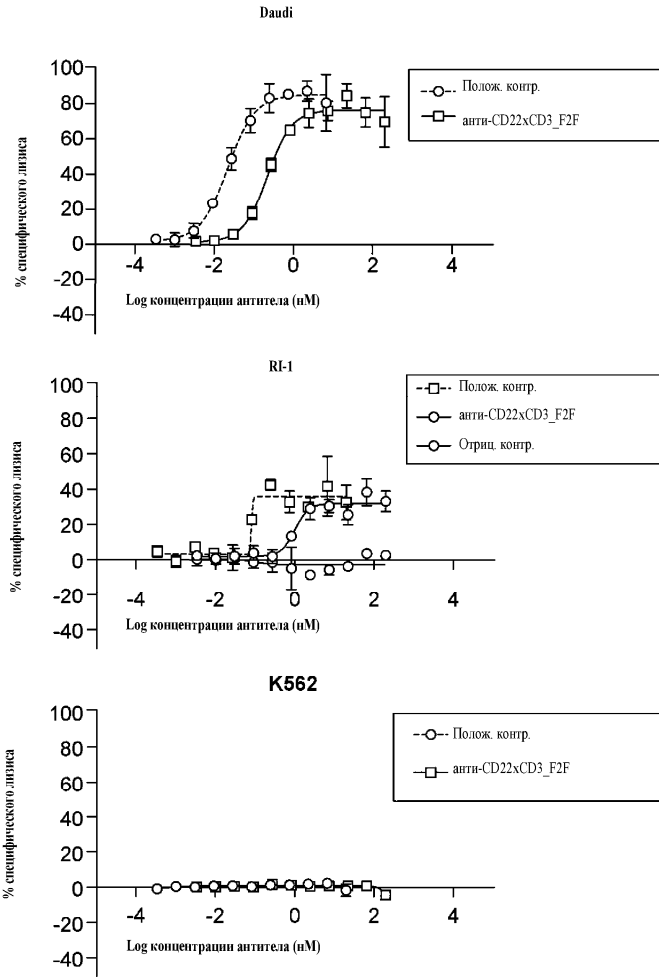 Daudi
100
80
60
40
20
0
-20
-40
-4 -2 0 2 4
% специфического лизиса
Log концентрации антитела (нМ)
Полож. контр.
анти-CD22xCD3_F2F
RI-1
100
80
60
40
20
0
-20
-40
-4 -2 0 2 4
% специфического лизиса
Log концентрации антитела (нМ)
Полож. контр.
анти-CD22xCD3_F2F
Отриц. контр.
K562
100
80
60
40
20
0
-20
-40
-4 -2 0 2 4
% специфического лизиса
Log концентрации антитела (нМ)
Полож. контр.
анти-CD22xCD3_F2F